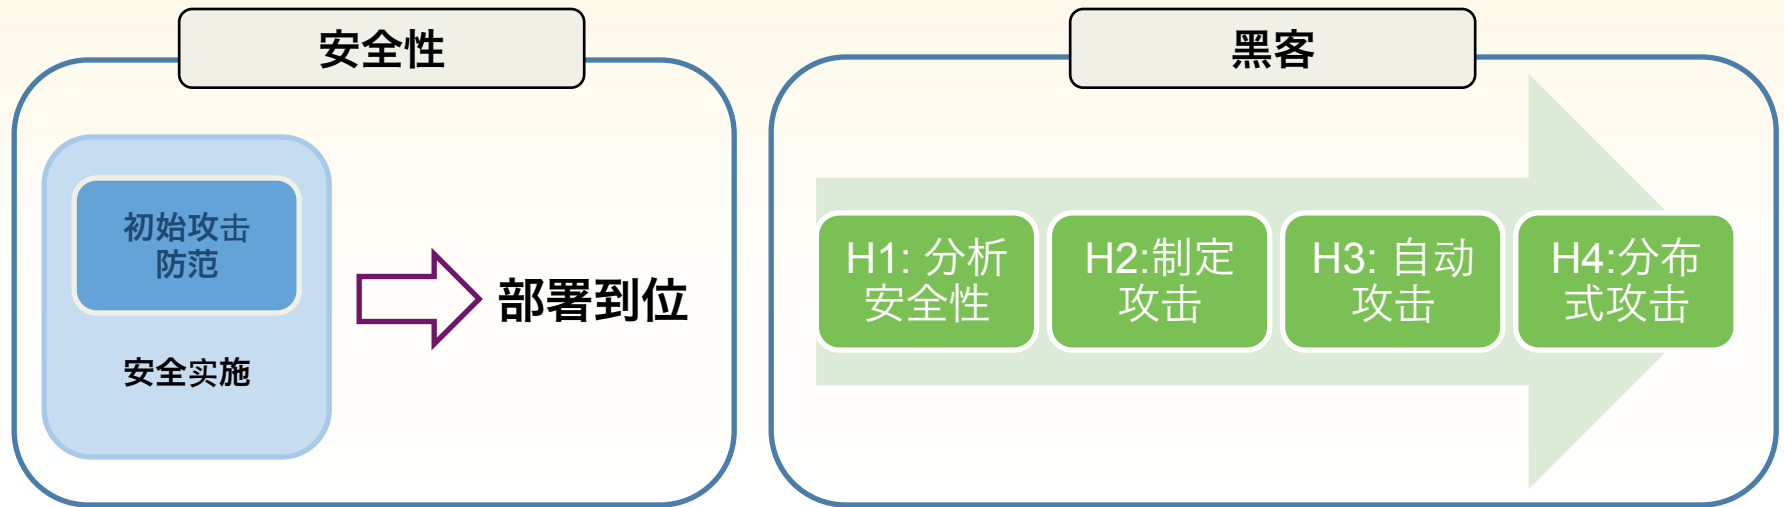 安全性
初始攻击
防范
安全实施
部署到位
黑客
H1: 分析
安全性
H2:制定
攻击
H3: 自动
攻击
H4:分布
式攻击